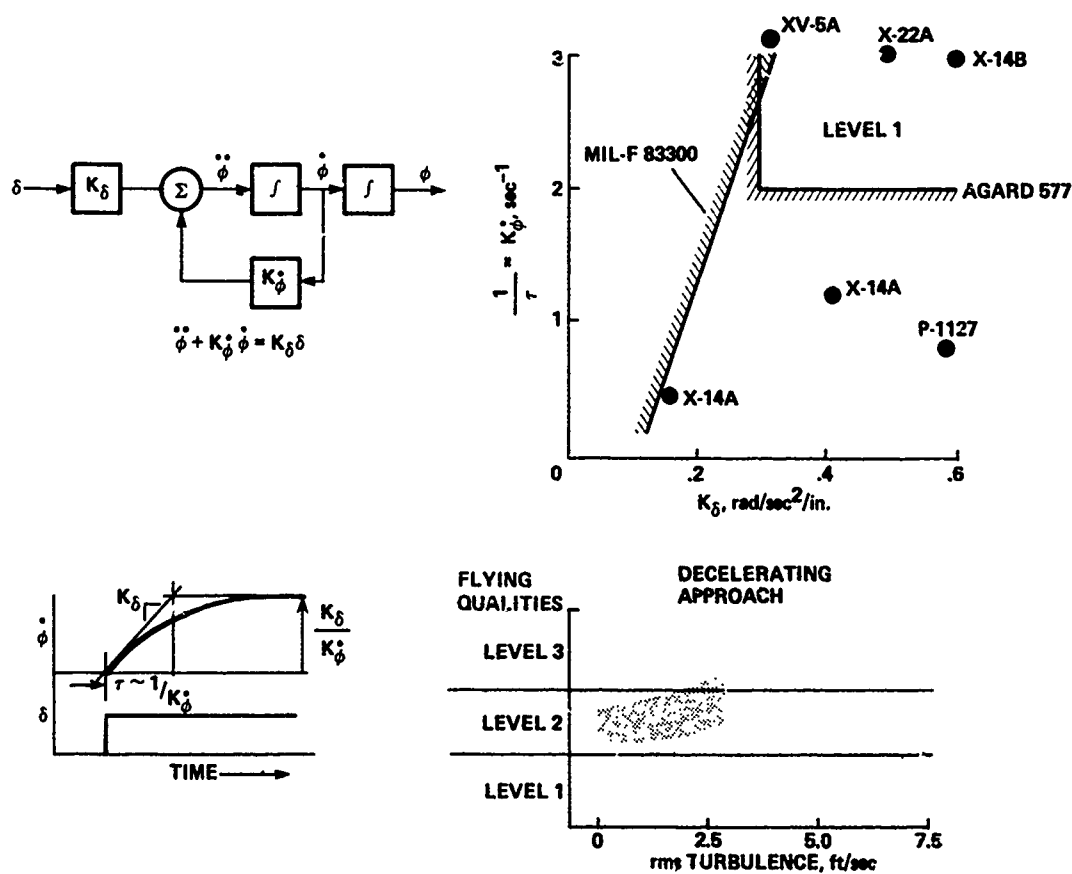 δ
K_δ
Σ
φ̈
∫
φ̇
∫
φ
K_φ̇
φ̈ + K_φ̇ φ̇ = K_δ δ
XV-5A
X-22A
X-14B
3
LEVEL 1
MIL-F 83300
2
AGARD 577
1/τ = K_φ̇, sec⁻¹
X-14A
1
P-1127
X-14A
0
.2
.4
.6
K_δ, rad/sec²/in.
φ̇
K_δ
K_δ/K_φ̇
τ ~ 1/K_φ̇
δ
TIME
FLYING
QUALITIES
DECELERATING
APPROACH
LEVEL 3
LEVEL 2
LEVEL 1
0
2.5
5.0
7.5
rms TURBULENCE, ft/sec